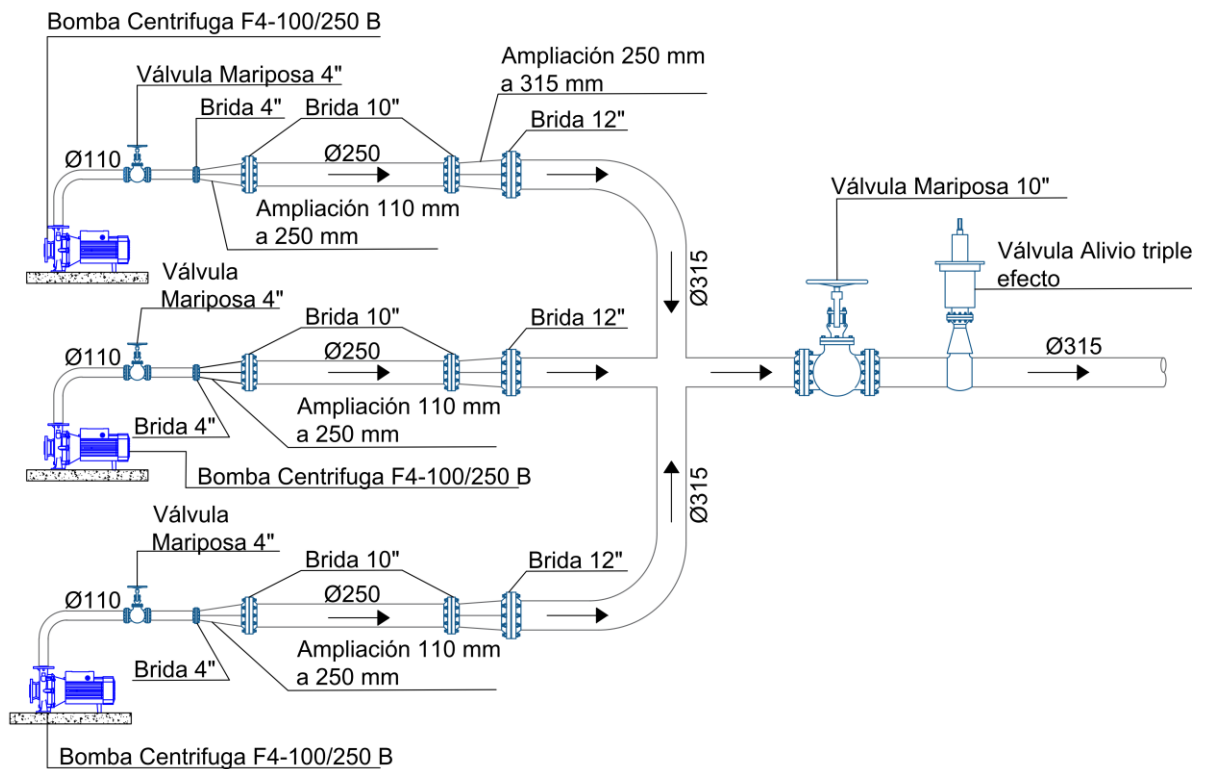 Bomba Centrifuga F4-100/250 B
Ampliación 250 mm
a 315 mm
Válvula Mariposa 4"
Brida 4"
Brida 10"
Brida 12"
Ø110
Ø250
Válvula Mariposa 10"
Ampliación 110 mm
a 250 mm
Válvula Alivio triple
efecto
Ø315
Válvula
Mariposa 4"
Brida 10"
Brida 12"
Ø110
Ø250
Ø315
Ampliación 110 mm
a 250 mm
Brida 4"
Bomba Centrifuga F4-100/250 B
Ø315
Válvula
Mariposa 4"
Brida 10"
Brida 12"
Ø110
Ø250
Ampliación 110 mm
a 250 mm
Brida 4"
Bomba Centrifuga F4-100/250 B